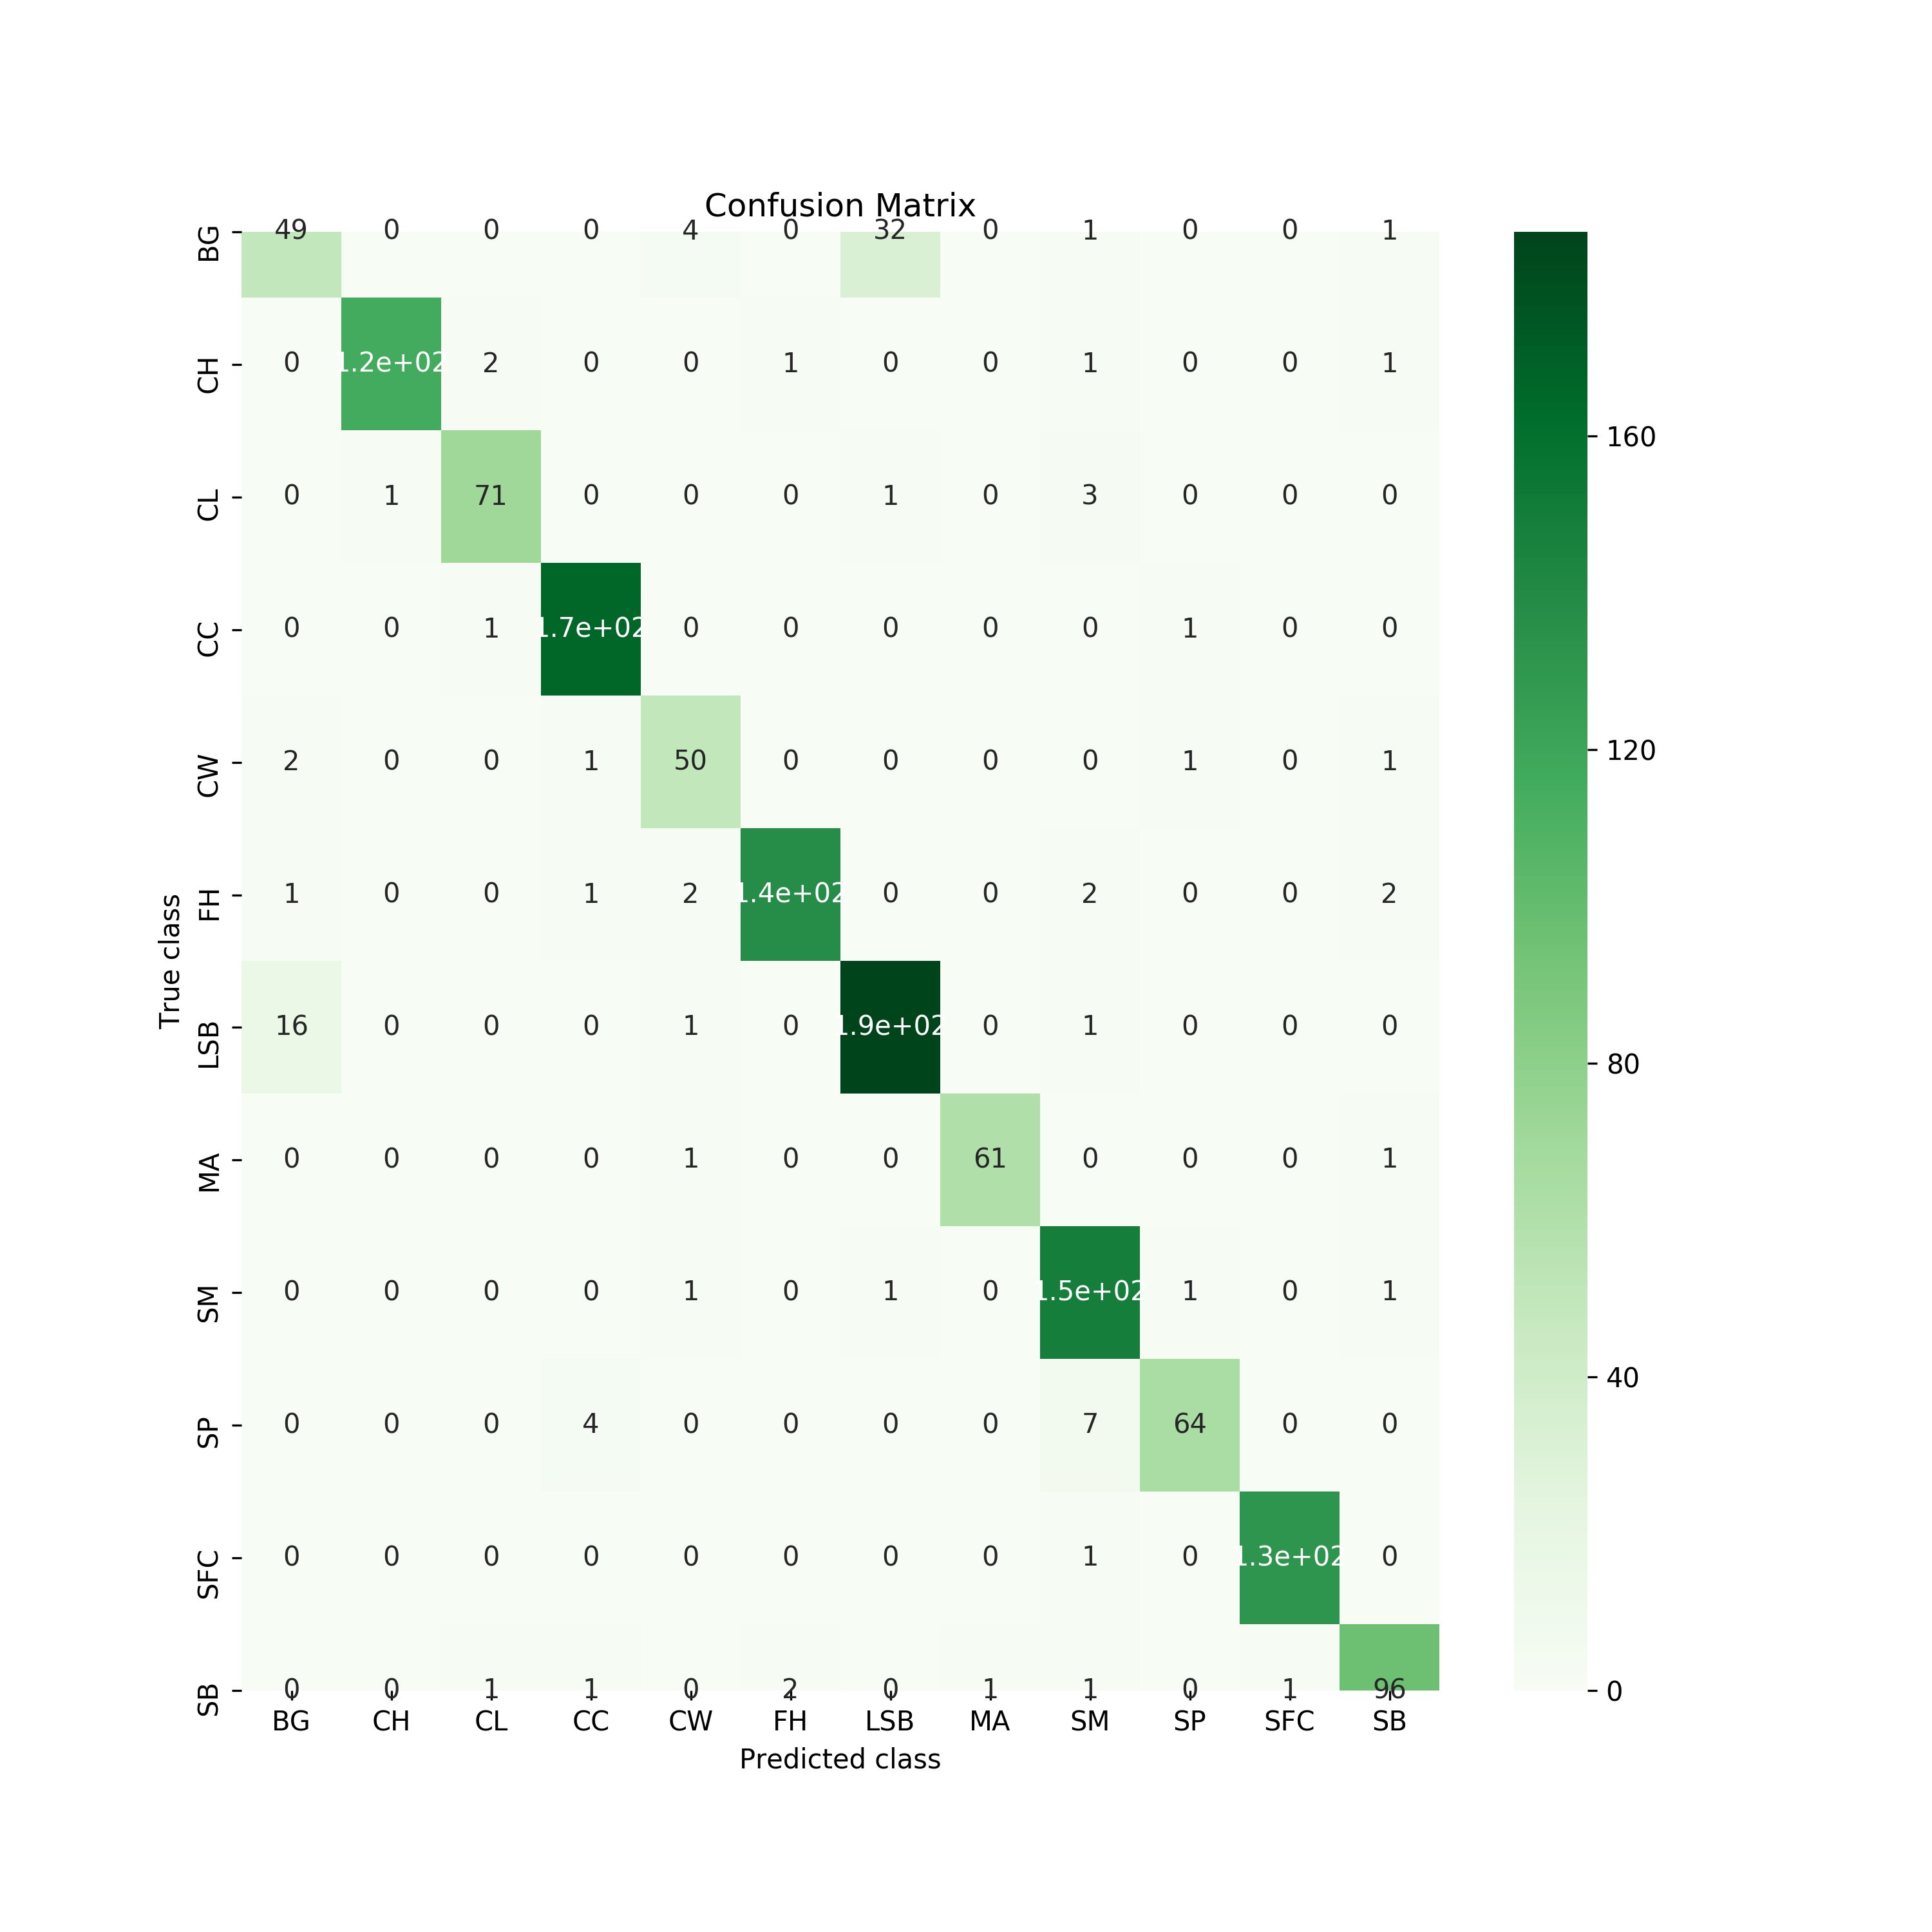 Confusion Matrix
BG 49 0 0 0 4 0 32 0 1 0 0 1
CH 0 1.2e+02 2 0 0 1 0 0 1 0 0 1
CL 0 1 71 0 0 0 1 0 3 0 0 0
CC 0 0 1 1.7e+02 0 0 0 0 0 1 0 0
CW 2 0 0 1 50 0 0 0 0 1 0 1
FH 1 0 0 1 2 1.4e+02 0 0 2 0 0 2
LSB 16 0 0 0 1 0 1.9e+02 0 1 0 0 0
MA 0 0 0 0 1 0 0 61 0 0 0 1
SM 0 0 0 0 1 0 1 0 1.5e+02 1 0 1
SP 0 0 0 4 0 0 0 0 7 64 0 0
SFC 0 0 0 0 0 0 0 0 1 0 1.3e+02 0
SB 0 0 1 1 0 2 0 1 1 0 1 96
BG CH CL CC CW FH LSB MA SM SP SFC SB
Predicted class
True class
160
120
80
40
0